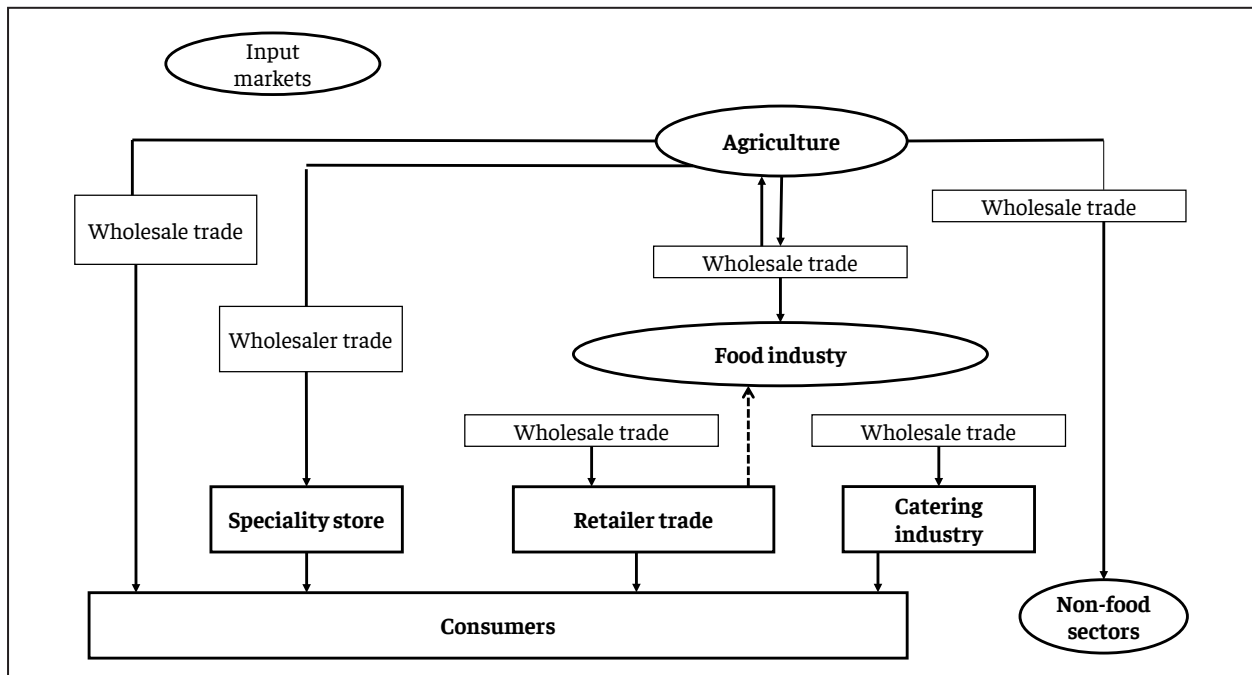 Input
markets
Agriculture
Wholesale trade
Wholesale trade
Wholesale trade
Wholesaler trade
Food industy
Wholesale trade
Wholesale trade
Speciality store
Retailer trade
Catering
industry
Consumers
Non-food
sectors